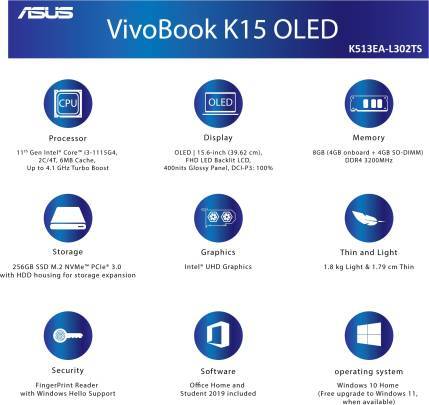 ASUS
VivoBook K15 OLED
K513EA-L302TS
CPU
OLED
Processor
Display
Memory
11th Gen Intel® Core™ i3-1115G4,
2C/4T, 6MB Cache,
Up to 4.1 GHz Turbo Boost
OLED | 15.6-inch (39.62 cm),
FHD LED Backlit LCD,
400nits Glossy Panel, DCI-P3: 100%
8GB (4GB onboard + 4GB SO-DIMM)
DDR4 3200MHz
Storage
Graphics
Thin and Light
256GB SSD M.2 NVMe™ PCIe® 3.0
with HDD housing for storage expansion
Intel® UHD Graphics
1.8 kg Light & 1.79 cm Thin
Security
Software
operating system
FingerPrint Reader
with Windows Hello Support
Office Home and
Student 2019 included
Windows 10 Home
(Free upgrade to Windows 11,
when available)